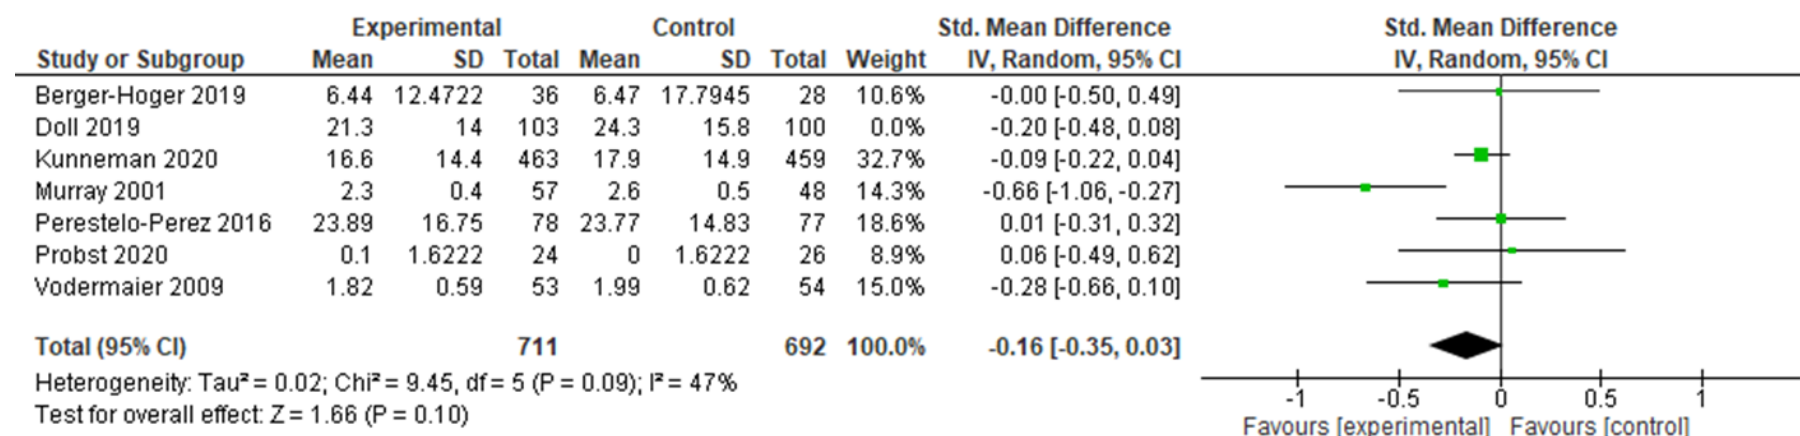 Experimental Control Std. Mean Difference Std. Mean Difference
Study or Subgroup Mean SD Total Mean SD Total Weight IV, Random, 95% CI IV, Random, 95% CI
Berger-Hoger 2019 6.44 12.4722 36 6.47 17.7945 28 10.6% -0.00 [-0.50, 0.49]
Doll 2019 21.3 14 103 24.3 15.8 100 0.0% -0.20 [-0.48, 0.08]
Kunneman 2020 16.6 14.4 463 17.9 14.9 459 32.7% -0.09 [-0.22, 0.04]
Murray 2001 2.3 0.4 57 2.6 0.5 48 14.3% -0.66 [-1.06, -0.27]
Perestelo-Perez 2016 23.89 16.75 78 23.77 14.83 77 18.6% 0.01 [-0.31, 0.32]
Probst 2020 0.1 1.6222 24 0 1.6222 26 8.9% 0.06 [-0.49, 0.62]
Vodermaier 2009 1.82 0.59 53 1.99 0.62 54 15.0% -0.28 [-0.66, 0.10]
Total (95% CI) 711 692 100.0% -0.16 [-0.35, 0.03]
Heterogeneity: Tau² = 0.02; Chi² = 9.45, df = 5 (P = 0.09); I² = 47%
Test for overall effect: Z = 1.66 (P = 0.10)
-1 -0.5 0 0.5 1
Favours [experimental] Favours [control]